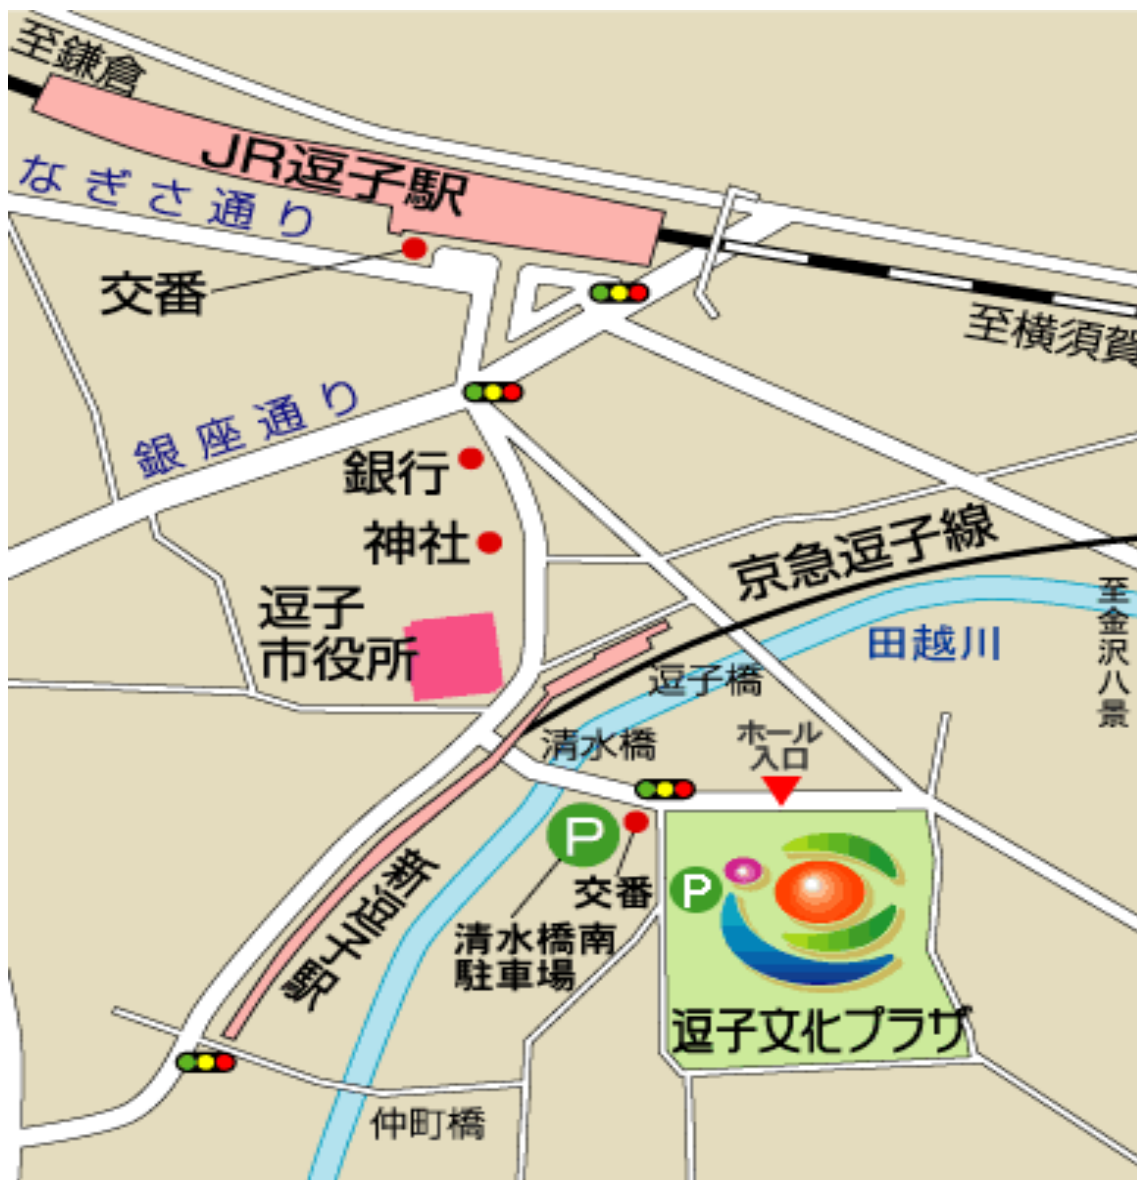 至鎌倉
JR逗子駅
なぎさ通り
交番
至横須賀
銀座通り
銀行
神社
京急逗子線
逗子
市役所
至金沢八景
田越川
逗子橋
清水橋
ホール
入口
P
交番
P
新逗子駅
清水橋南
駐車場
逗子文化プラザ
仲町橋